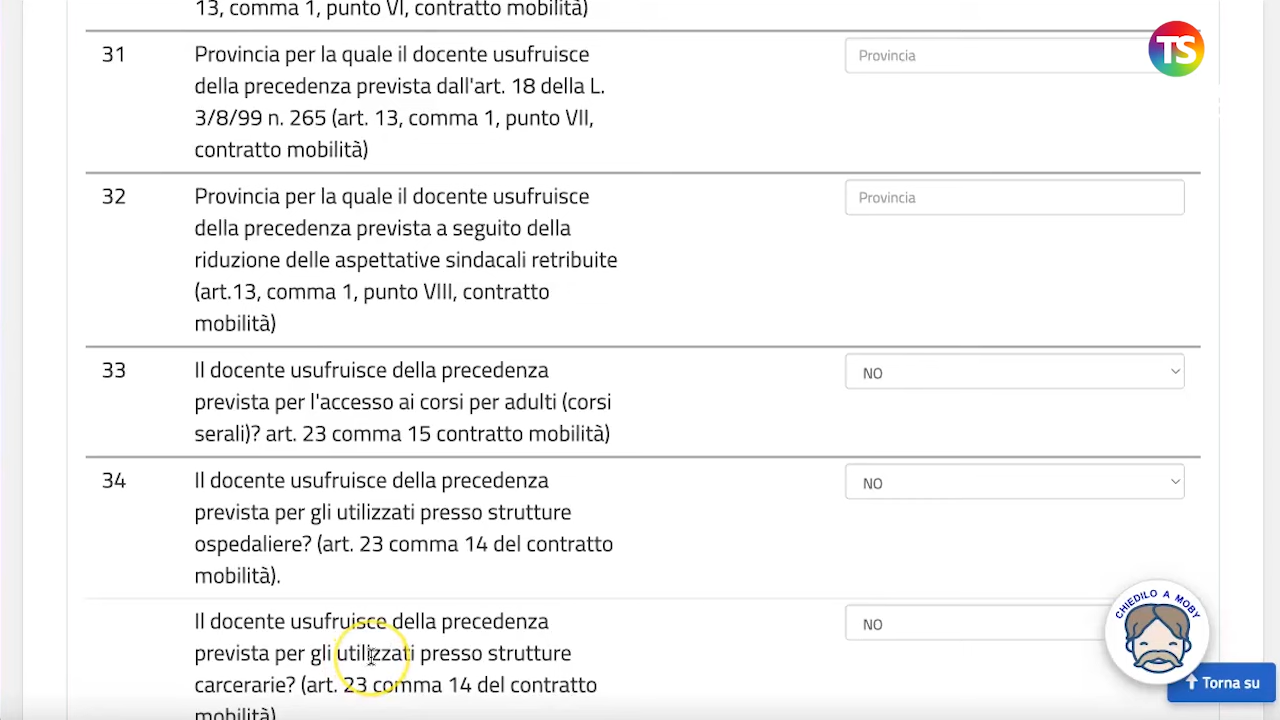 13, comma 1, punto VI, contratto mobilità)
31
Provincia per la quale il docente usufruisce
della precedenza prevista dall'art. 18 della L.
3/8/99 n. 265 (art. 13, comma 1, punto VII,
contratto mobilità)
Provincia
TS
32
Provincia per la quale il docente usufruisce
della precedenza prevista a seguito della
riduzione delle aspettative sindacali retribuite
(art.13, comma 1, punto VIII, contratto
mobilità)
Provincia
33
Il docente usufruisce della precedenza
prevista per l'accesso ai corsi per adulti (corsi
serali)? art. 23 comma 15 contratto mobilità)
NO
34
Il docente usufruisce della precedenza
prevista per gli utilizzati presso strutture
ospedaliere? (art. 23 comma 14 del contratto
mobilità).
NO
Il docente usufruisce della precedenza
prevista per gli utilizzati presso strutture
carcerarie? (art. 23 comma 14 del contratto
mobilità)
NO
CHIEDILO A MOBY
Torna su